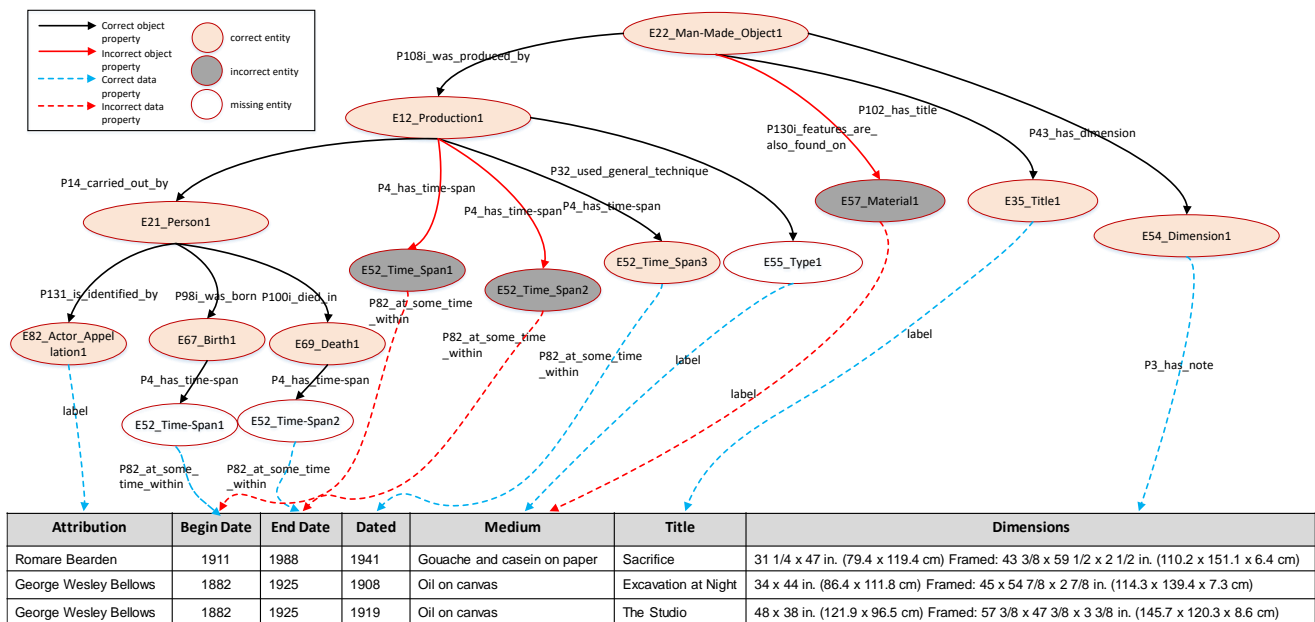 Correct object
property
Incorrect object
property
Correct data
property
Incorrect data
property
correct entity
incorrect entity
missing entity
E22_Man-Made_Object1
P108i_was_produced_by
E12_Production1
P102_has_title
P43_has_dimension
P130i_features_are_
also_found_on
P32_used_general_technique
P14_carried_out_by
P4_has_time-span
P4_has_time-span
P4_has_time-span
E57_Material1
E35_Title1
E21_Person1
E54_Dimension1
E52_Time_Span1
E52_Time_Span2
E52_Time_Span3
E55_Type1
P131_is_identified_by
P98i_was_born
P100i_died_in
P82_at_some_time
_within
P82_at_some_time
_within
P82_at_some_time
_within
E82_Actor_Appe
llation1
E67_Birth1
E69_Death1
label
label
P3_has_note
P4_has_time-span
P4_has_time-span
label
label
E52_Time-Span1
E52_Time-Span2
P82_at_some_
time_within
P82_at_some_time
_within
Attribution Begin Date End Date Dated Medium Title Dimensions
Romare Bearden 1911 1988 1941 Gouache and casein on paper Sacrifice 31 1/4 x 47 in. (79.4 x 119.4 cm) Framed: 43 3/8 x 59 1/2 x 2 1/2 in. (110.2 x 151.1 x 6.4 cm)
George Wesley Bellows 1882 1925 1908 Oil on canvas Excavation at Night 34 x 44 in. (86.4 x 111.8 cm) Framed: 45 x 54 7/8 x 2 7/8 in. (114.3 x 139.4 x 7.3 cm)
George Wesley Bellows 1882 1925 1919 Oil on canvas The Studio 48 x 38 in. (121.9 x 96.5 cm) Framed: 57 3/8 x 47 3/8 x 3 3/8 in. (145.7 x 120.3 x 8.6 cm)